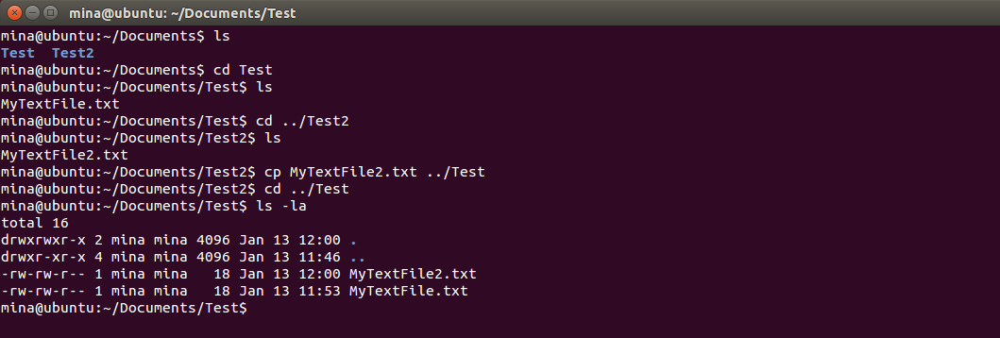 mina@ubuntu: ~/Documents/Test
mina@ubuntu:~/Documents$ ls
Test  Test2
mina@ubuntu:~/Documents$ cd Test
mina@ubuntu:~/Documents/Test$ ls
MyTextFile.txt
mina@ubuntu:~/Documents/Test$ cd ../Test2
mina@ubuntu:~/Documents/Test2$ ls
MyTextFile2.txt
mina@ubuntu:~/Documents/Test2$ cp MyTextFile2.txt ../Test
mina@ubuntu:~/Documents/Test2$ cd ../Test
mina@ubuntu:~/Documents/Test$ ls -la
total 16
drwxrwxr-x 2 mina mina 4096 Jan 13 12:00 .
drwxr-xr-x 4 mina mina 4096 Jan 13 11:46 ..
-rw-rw-r-- 1 mina mina   18 Jan 13 12:00 MyTextFile2.txt
-rw-rw-r-- 1 mina mina   18 Jan 13 11:53 MyTextFile.txt
mina@ubuntu:~/Documents/Test$